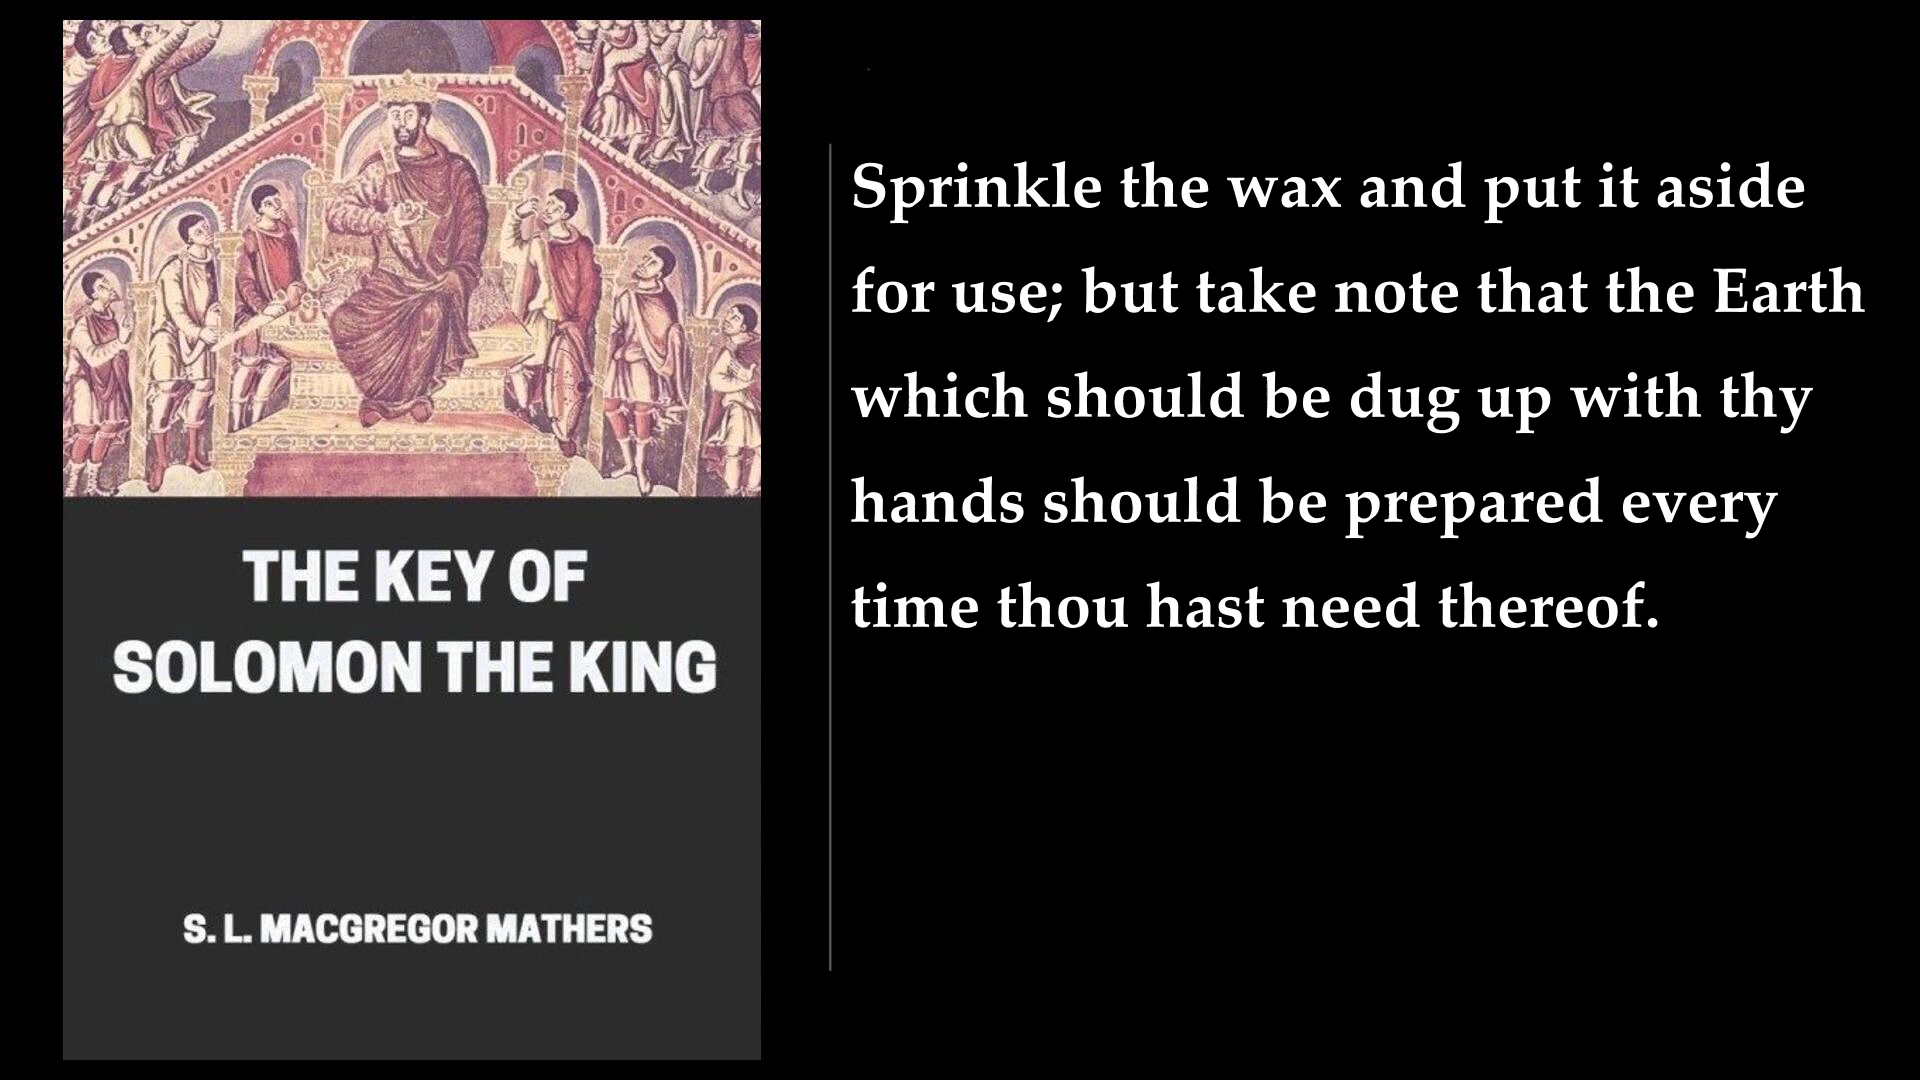 THE KEY OF
SOLOMON THE KING
S. L. MACGREGOR MATHERS
Sprinkle the wax and put it aside
for use; but take note that the Earth
which should be dug up with thy
hands should be prepared every
time thou hast need thereof.